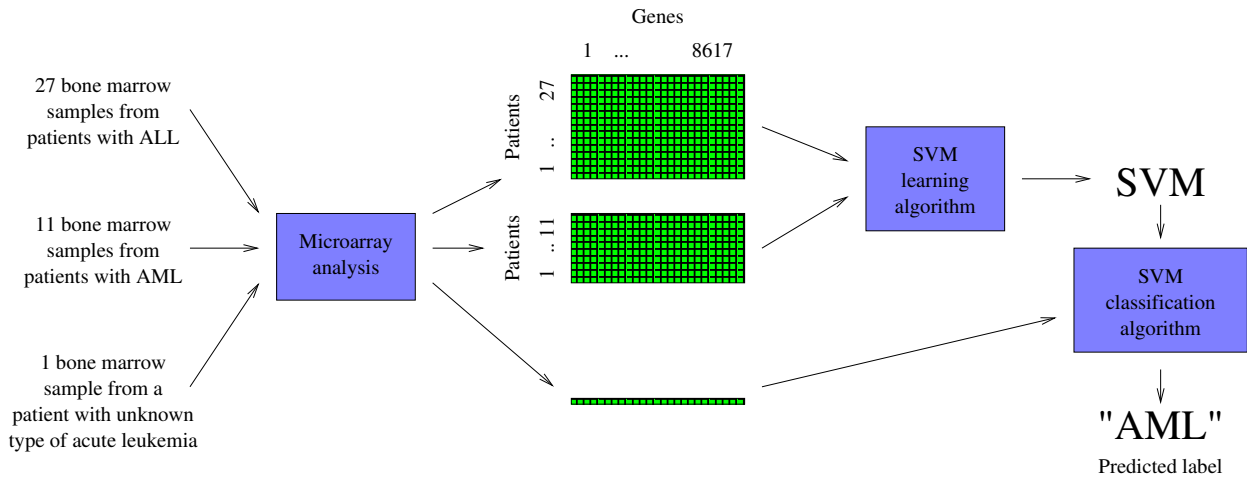 Genes
1 ... 8617
27 bone marrow
samples from
patients with ALL
Patients
1 .. 27
11 bone marrow
samples from
patients with AML
Microarray
analysis
Patients
1 .. 11
1 bone marrow
sample from a
patient with unknown
type of acute leukemia
SVM
learning
algorithm
SVM
SVM
classification
algorithm
"AML"
Predicted label